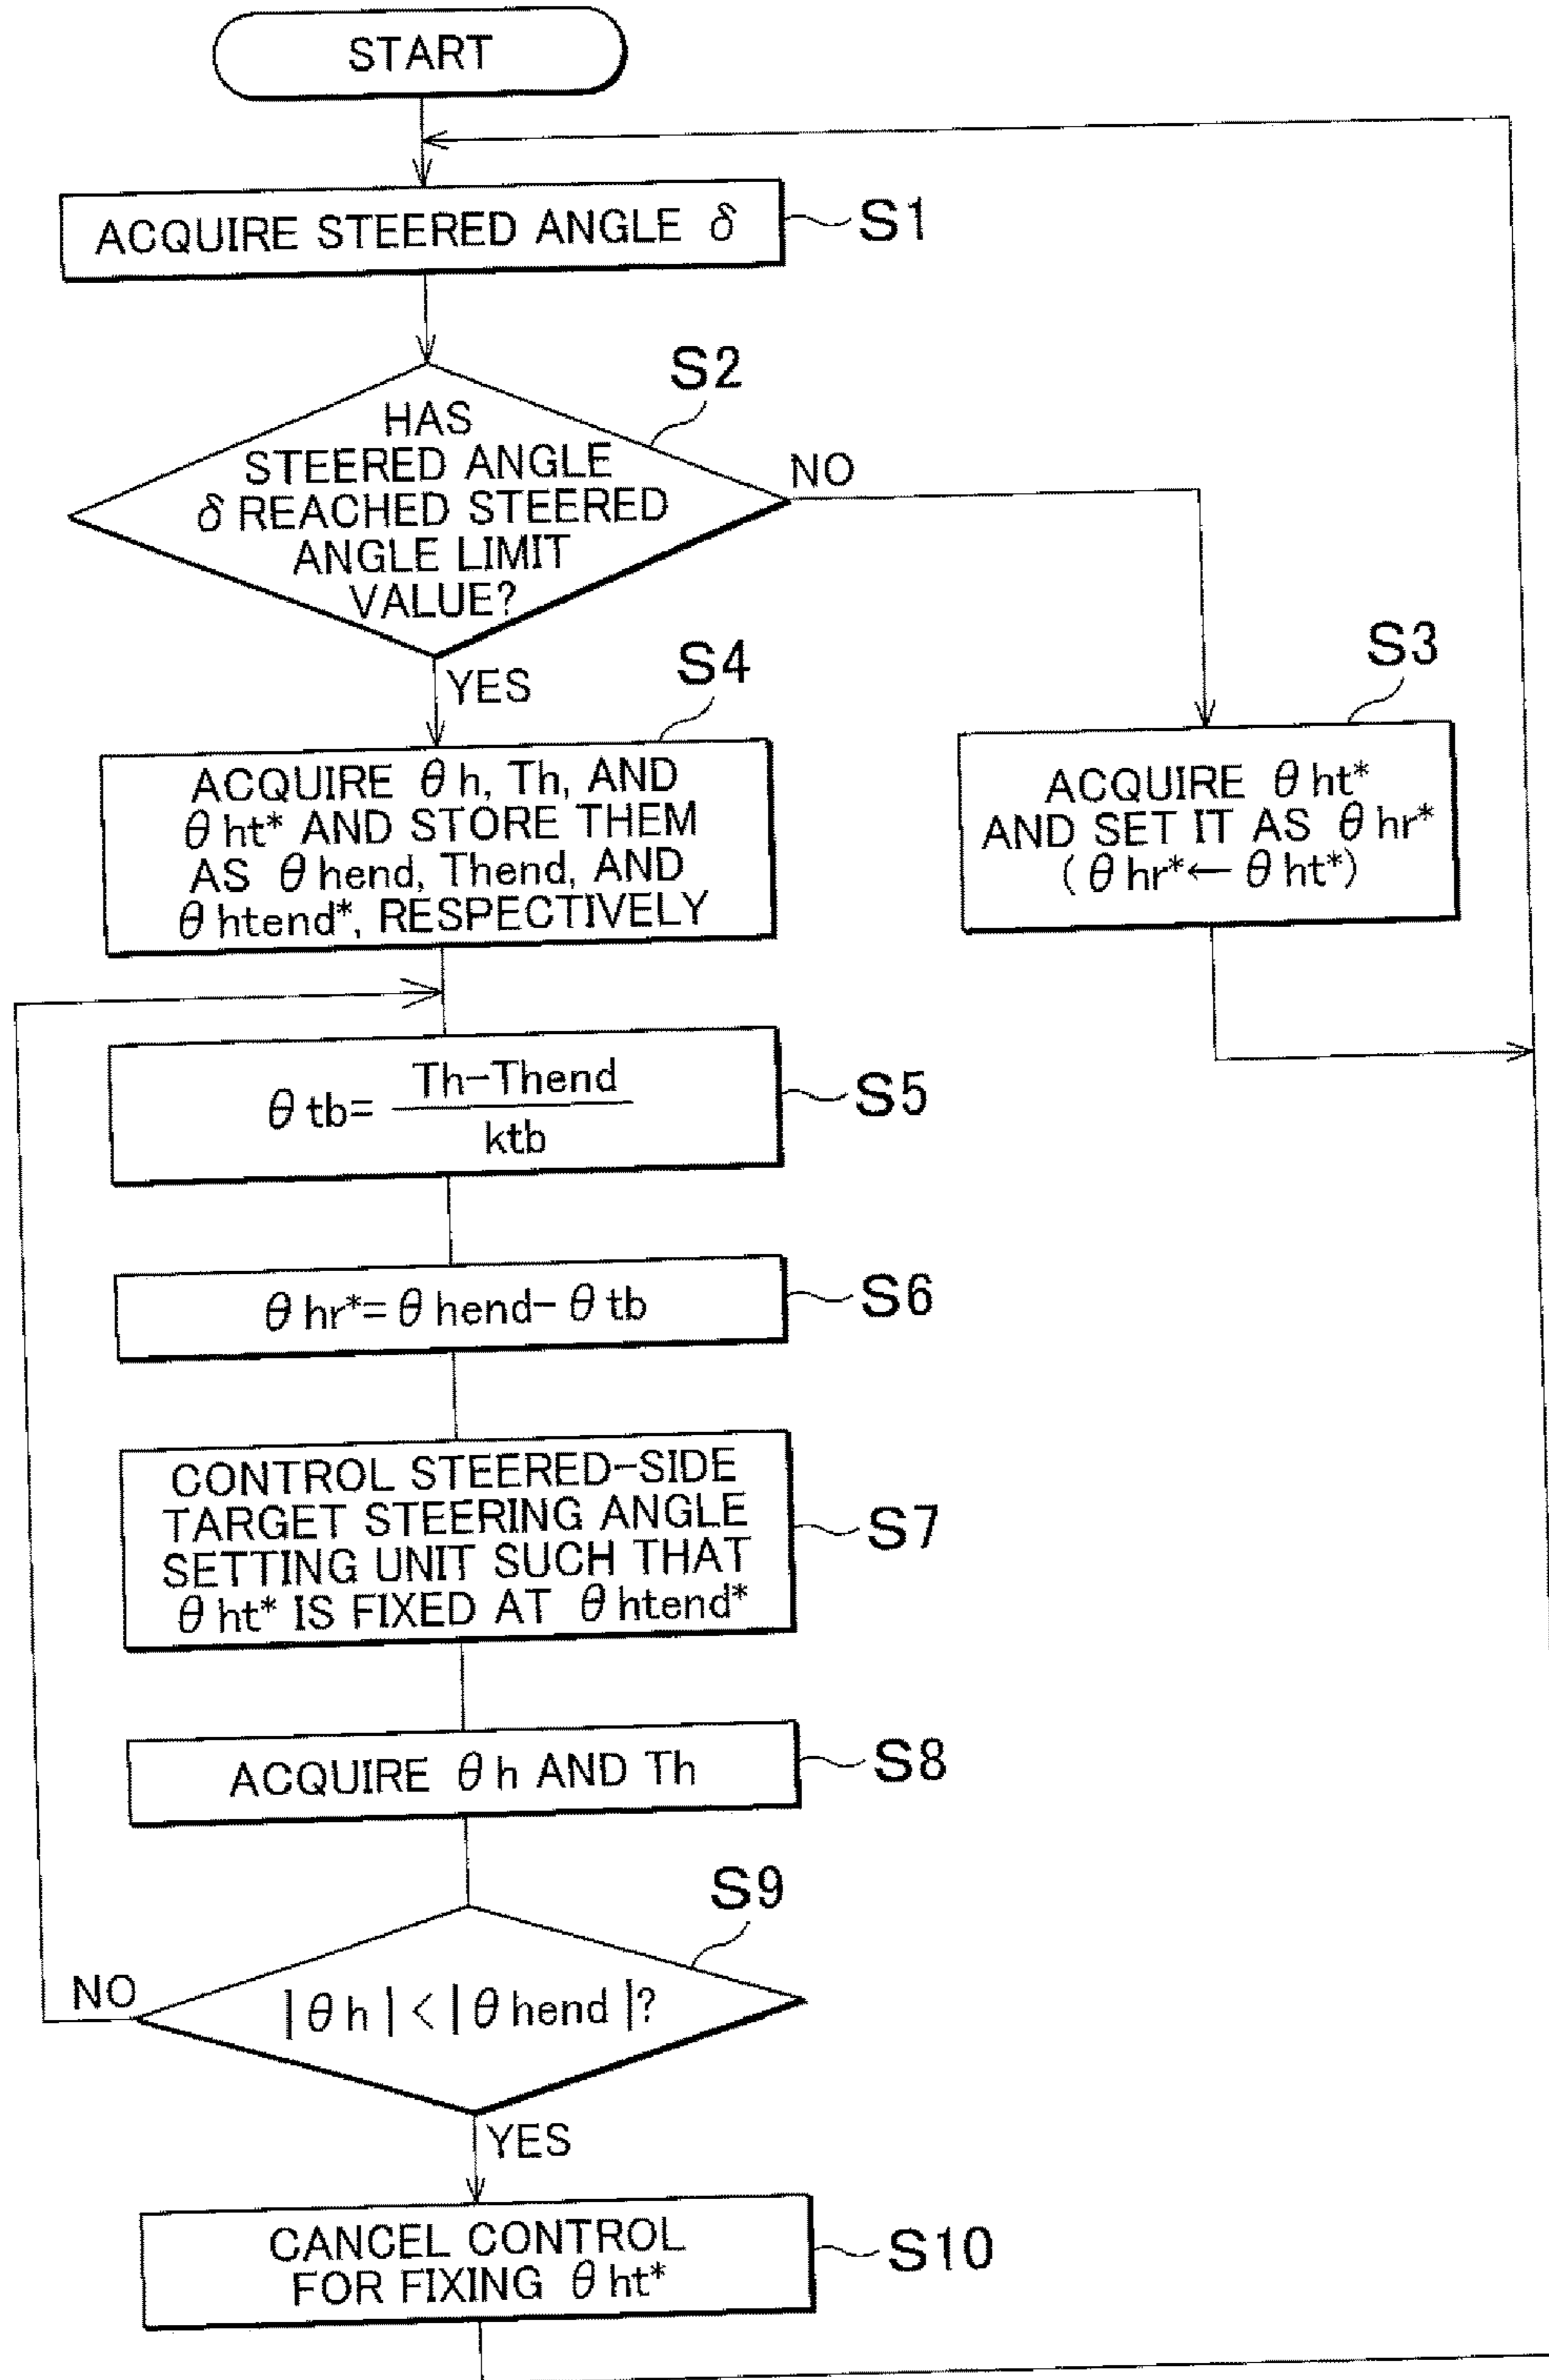 START
ACQUIRE STEERED ANGLE δ
S1
S2
HAS
STEERED ANGLE
δ REACHED STEERED
ANGLE LIMIT
VALUE?
NO
YES
S3
ACQUIRE θht*
AND SET IT AS θhr*
(θhr*← θht*)
S4
ACQUIRE θh, Th, AND
θht* AND STORE THEM
AS θhend, Thend, AND
θhtend*, RESPECTIVELY
θtb= Th-Thend
ktb
S5
θhr*=θhend-θtb
S6
CONTROL STEERED-SIDE
TARGET STEERING ANGLE
SETTING UNIT SUCH THAT
θht* IS FIXED AT θhtend*
S7
ACQUIRE θh AND Th
S8
S9
|θh| < |θhend|?
NO
YES
CANCEL CONTROL
FOR FIXING θht*
S10